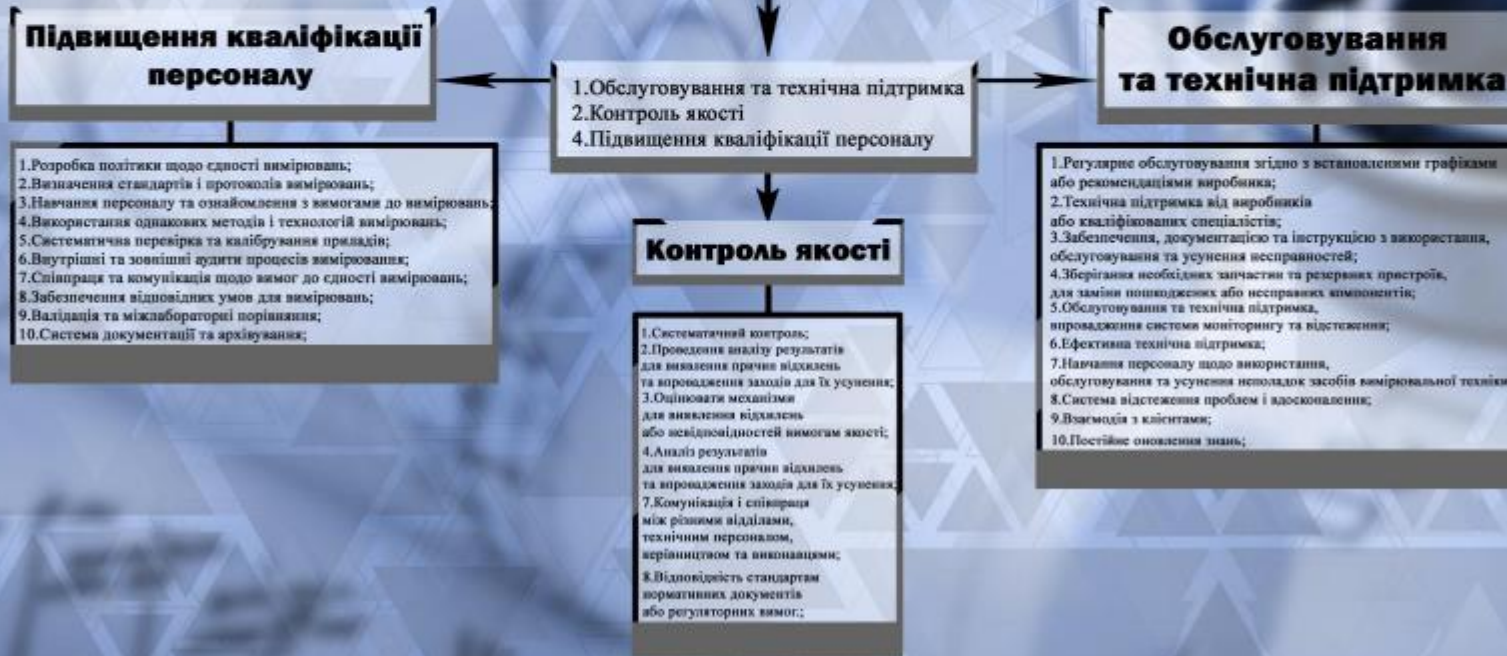 Підвищення кваліфікації
персоналу
1.Розробка політики щодо єдності вимірювань;
2.Визначення стандартів і протоколів вимірювань;
3.Навчання персоналу та ознайомлення з вимогами до вимірювань;
4.Використання однакових методів і технологій вимірювань;
5.Систематична перевірка та калібрування приладів;
6.Внутрішні та зовнішні аудити процесів вимірювання;
7.Співпраця та комунікація щодо вимог до єдності вимірювань;
8.Забезпечення відповідних умов для вимірювань;
9.Валідація та міжлабораторні порівняння;
10.Система документації та архівування;
1.Обслуговування та технічна підтримка
2.Контроль якості
4.Підвищення кваліфікації персоналу
Контроль якості
1.Систематичний контроль;
2.Проведення аналізу результатів
для виявлення причин відхилень
та впровадження заходів для їх усунення;
3.Оцінювати механізми
для виявлення відхилень
або невідповідностей вимогам якості;
4.Аналіз результатів
для виявлення причин відхилень
та впровадження заходів для їх усунення;
7.Комунікація і співпраця
між різними відділами,
технічним персоналом,
керівництвом та виконавцями;
8.Відповідність стандартам
нормативних документів
або регуляторних вимог.;
Обслуговування
та технічна підтримка
1.Регулярне обслуговування згідно з встановленими графіками
або рекомендаціями виробника;
2.Технічна підтримка від виробників
або кваліфікованих спеціалістів;
3.Забезпечення, документацією та інструкцією з використання,
обслуговування та усунення несправностей;
4.Зберігання необхідних запчастин та резервних пристроїв,
для заміни пошкоджених або несправних компонентів;
5.Обслуговування та технічна підтримка,
впровадження системи моніторингу та відстеження;
6.Ефективна технічна підтримка;
7.Навчання персоналу щодо використання,
обслуговування та усунення неполадок засобів вимірювальної техніки
8.Система відстеження проблем і вдосконалення;
9.Взаємодія з клієнтами;
10.Постійне оновлення знань;